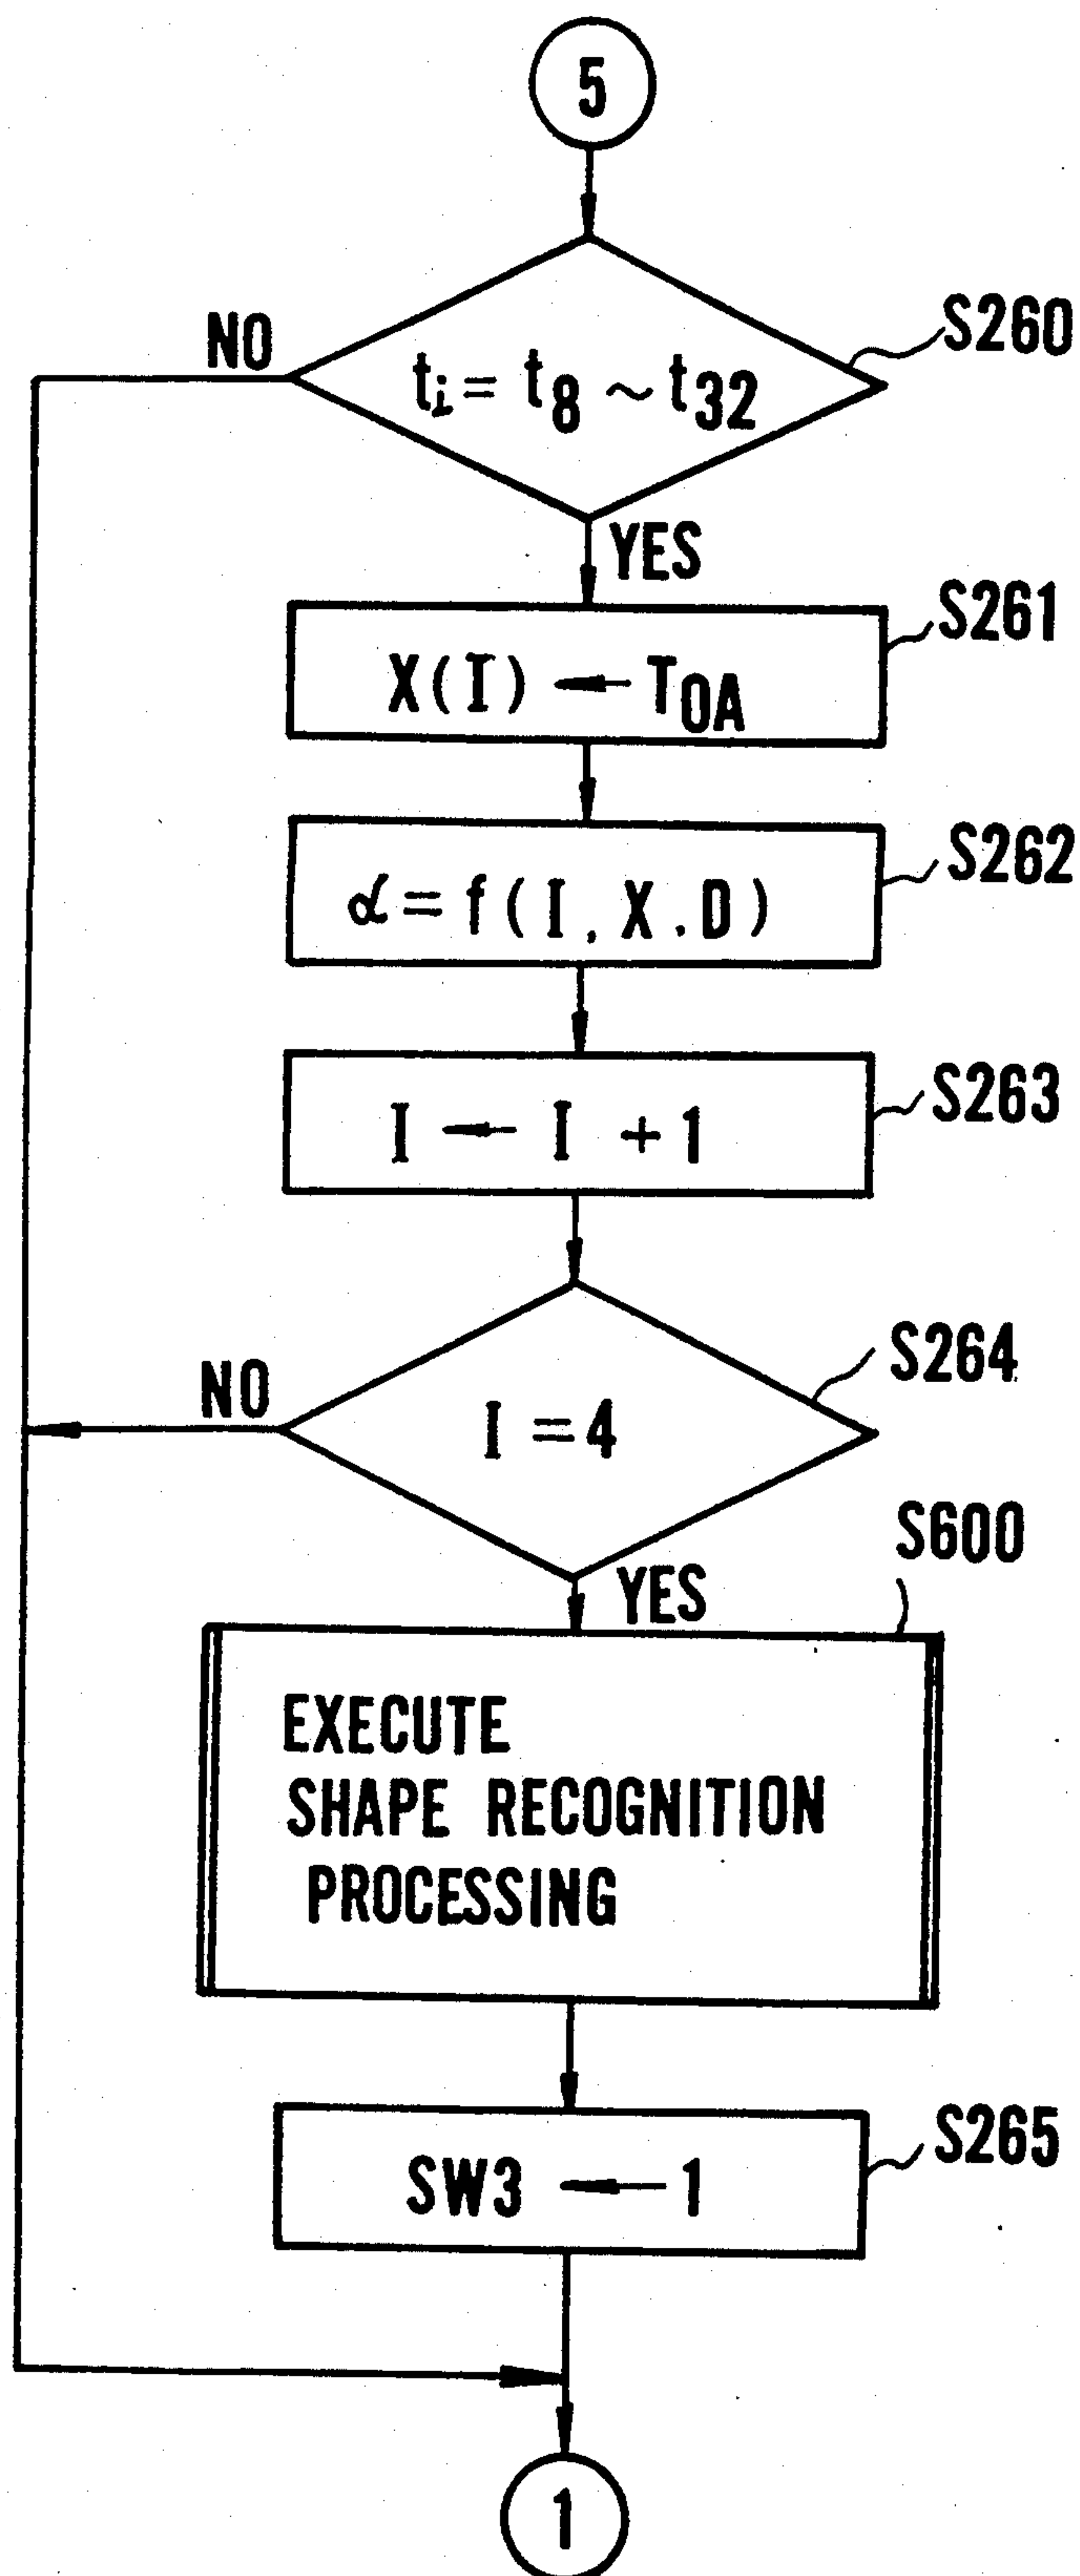 5
S260
NO
tᵢ = t₈ ~ t₃₂
YES
S261
X(I) ← T₀ₐ
S262
α = f(I, X.D)
S263
I ← I + 1
S264
NO
I = 4
S600
YES
EXECUTE
SHAPE RECOGNITION
PROCESSING
S265
SW3 ← 1
1